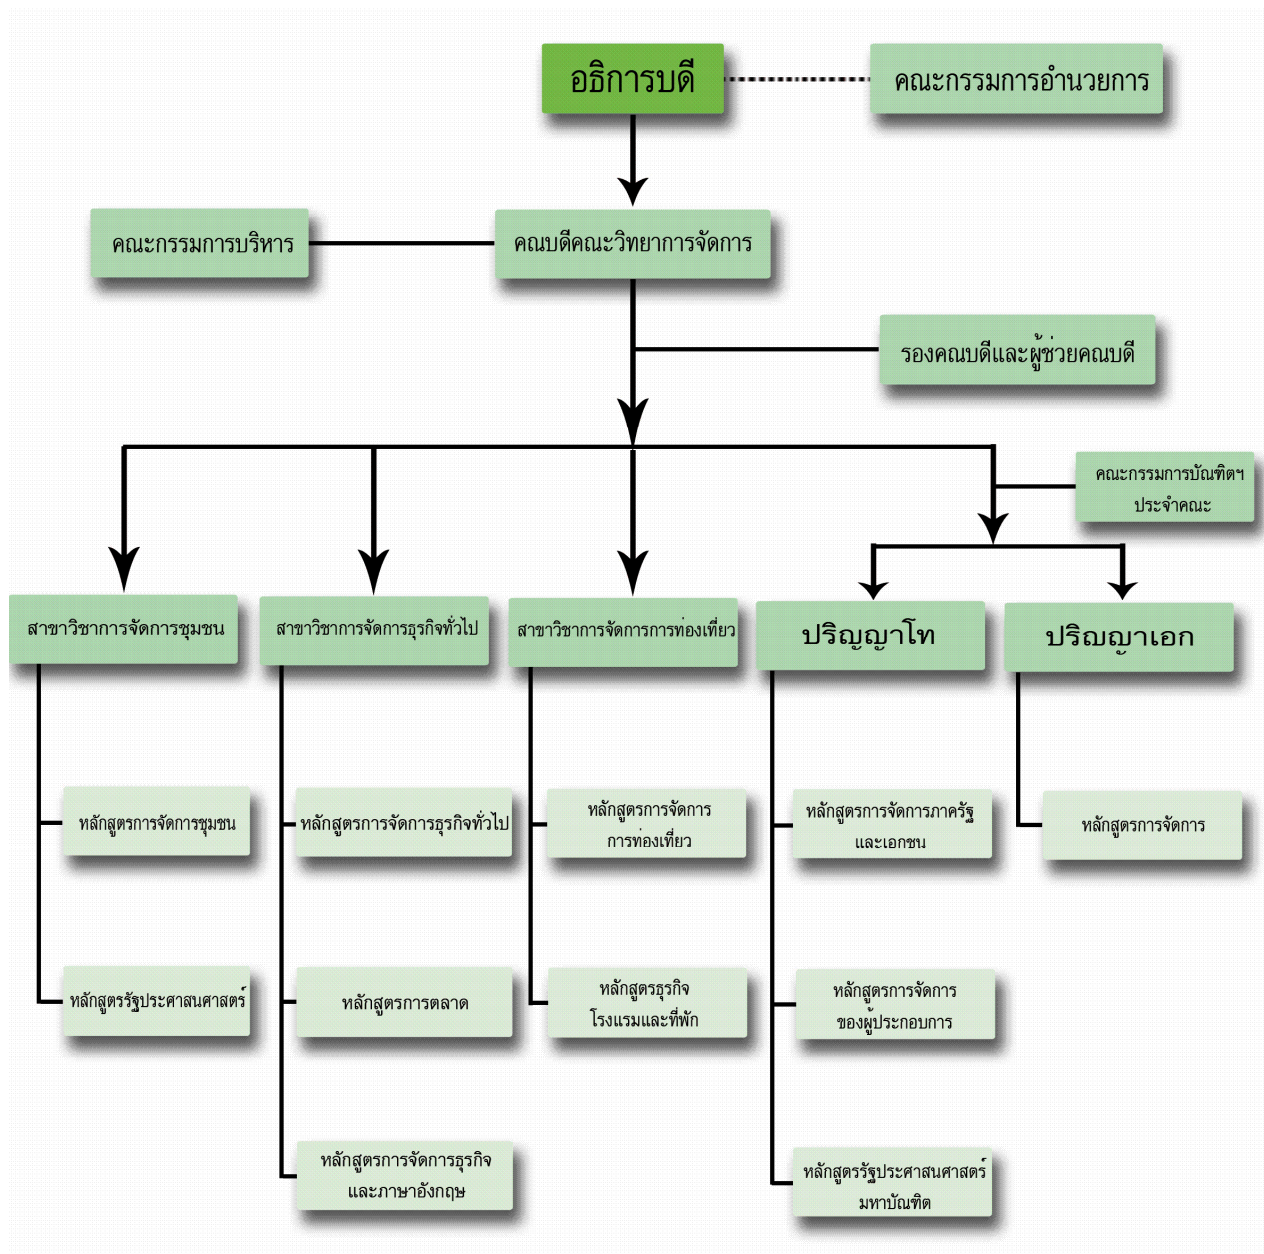 อธิการบดี
คณะกรรมการอำนวยการ
คณะกรรมการบริหาร
คณบดีคณะวิทยาการจัดการ
รองคณบดีและผู้ช่วยคณบดี
คณะกรรมการบัณฑิตฯ
ประจำคณะ
สาขาวิชาการจัดการชุมชน
สาขาวิชาการจัดการธุรกิจทั่วไป
สาขาวิชาการจัดการการท่องเที่ยว
ปริญญาโท
ปริญญาเอก
หลักสูตรการจัดการชุมชน
หลักสูตรการจัดการธุรกิจทั่วไป
หลักสูตรการจัดการ
การท่องเที่ยว
หลักสูตรการจัดการภาครัฐ
และเอกชน
หลักสูตรการจัดการ
หลักสูตรรัฐประศาสนศาสตร์
หลักสูตรการตลาด
หลักสูตรธุรกิจ
โรงแรมและที่พัก
หลักสูตรการจัดการ
ของผู้ประกอบการ
หลักสูตรการจัดการธุรกิจ
และภาษาอังกฤษ
หลักสูตรรัฐประศาสนศาสตร์
มหาบัณฑิต